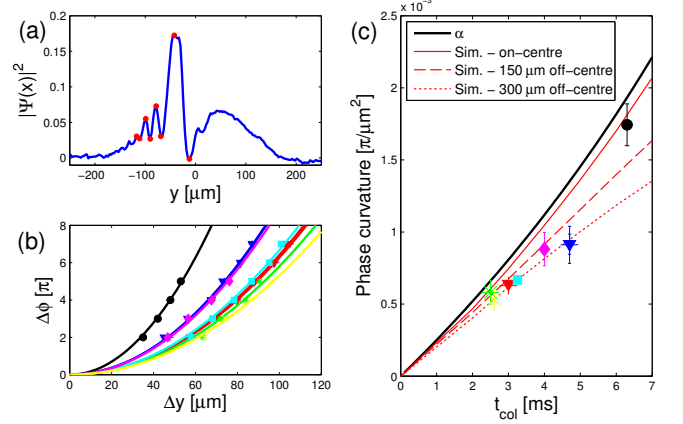 (a)
0.2
0.15
0.1
0.05
0
|Ψ(x)|²
−200 −100 0 100 200
y [μm]
(b)
8
6
4
2
0
Δϕ [π]
0 20 40 60 80 100 120
Δy [μm]
(c)
x 10⁻³
α
Sim. − on−centre
Sim. − 150 μm off−centre
Sim. − 300 μm off−centre
2.5
2
1.5
1
0.5
0
Phase curvature [π/μm²]
0 1 2 3 4 5 6 7
t_col [ms]